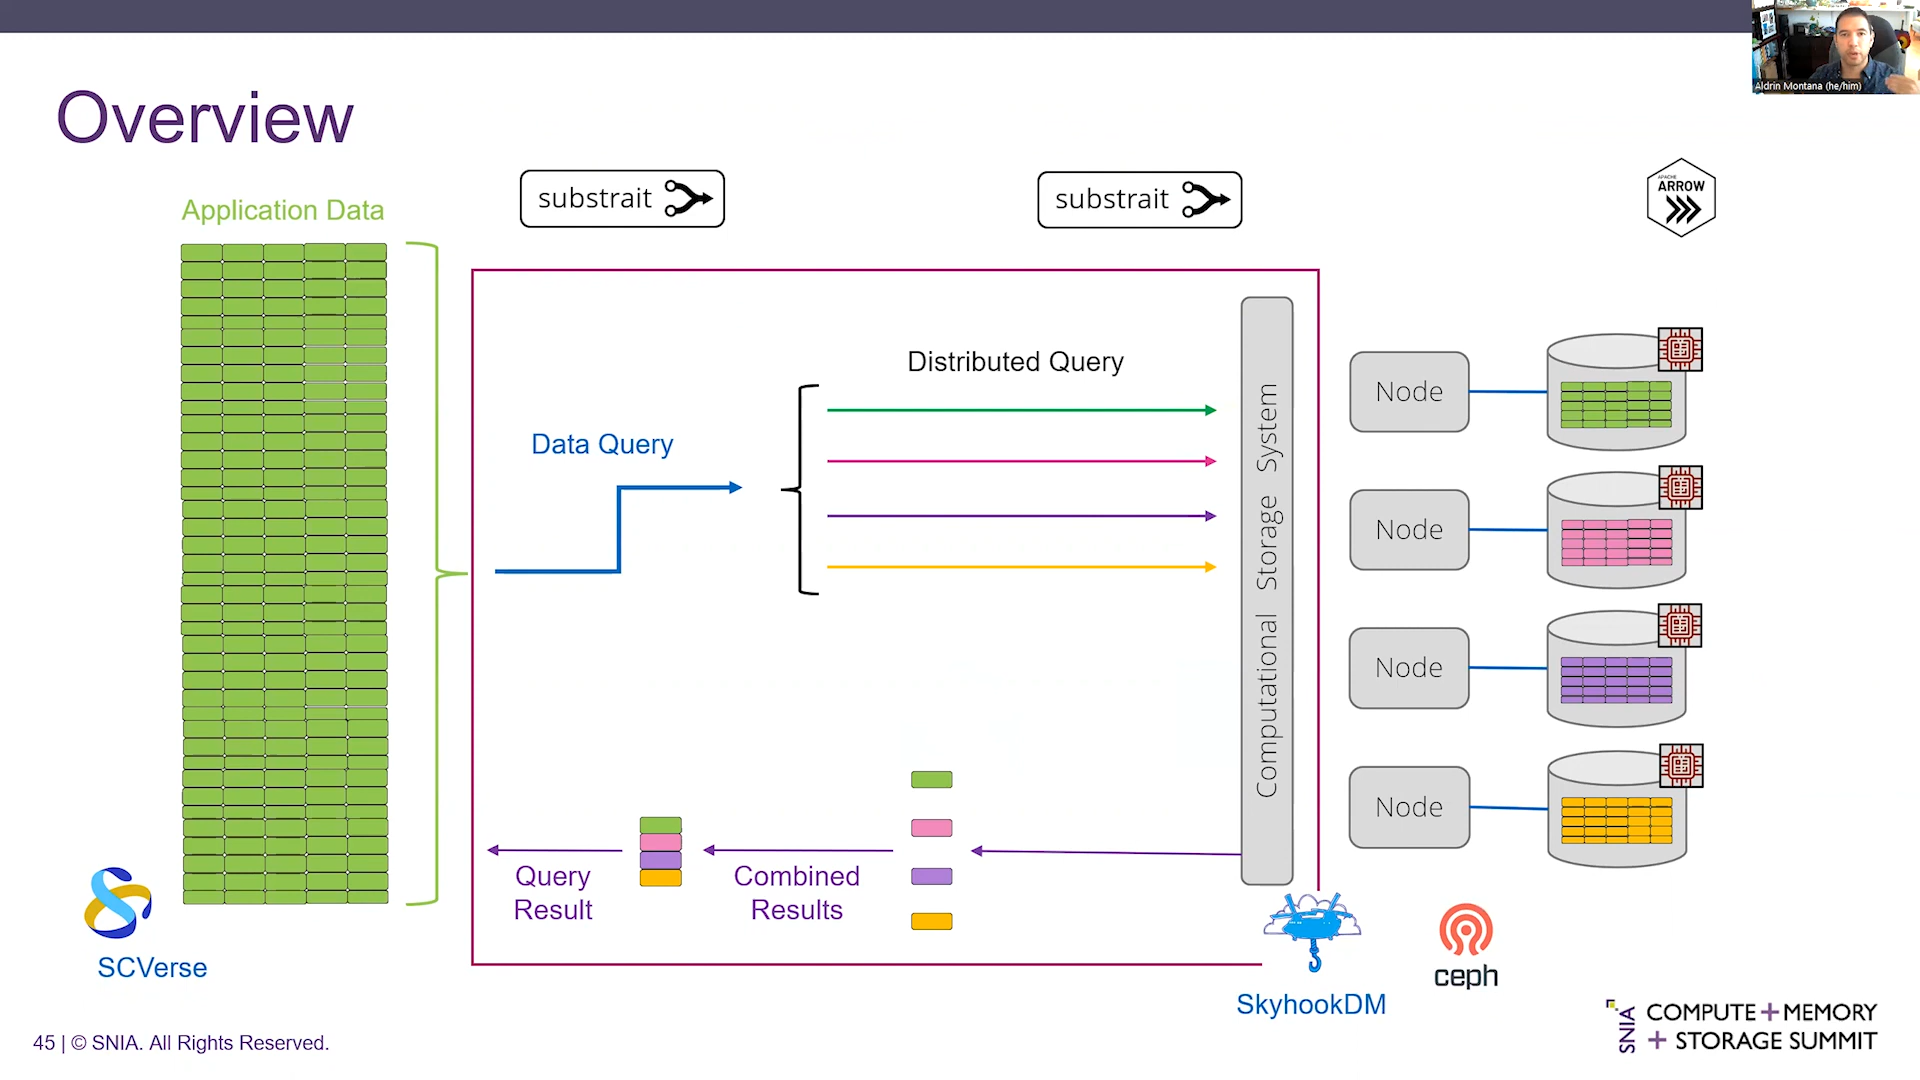 Aldrin Montana (he/him)
Overview
substrait
substrait
APACHE
ARROW
Application Data
Distributed Query
Data Query
Computational Storage System
Node
Node
Node
Node
Query
Result
Combined
Results
SCVerse
SkyhookDM
ceph
45 | © SNIA. All Rights Reserved.
SNIA
COMPUTE+MEMORY
+ STORAGE SUMMIT